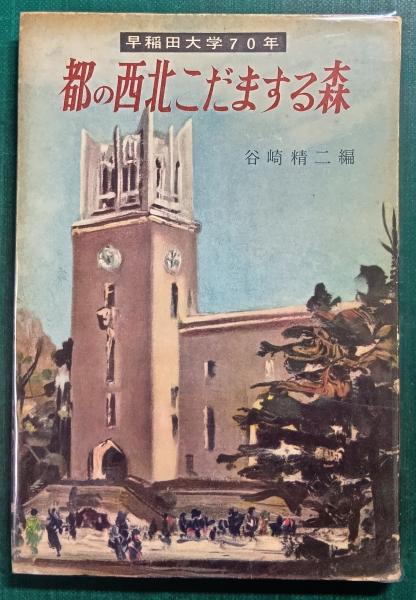 早稲田大学70年
都の西北こだまする森
谷崎精二編